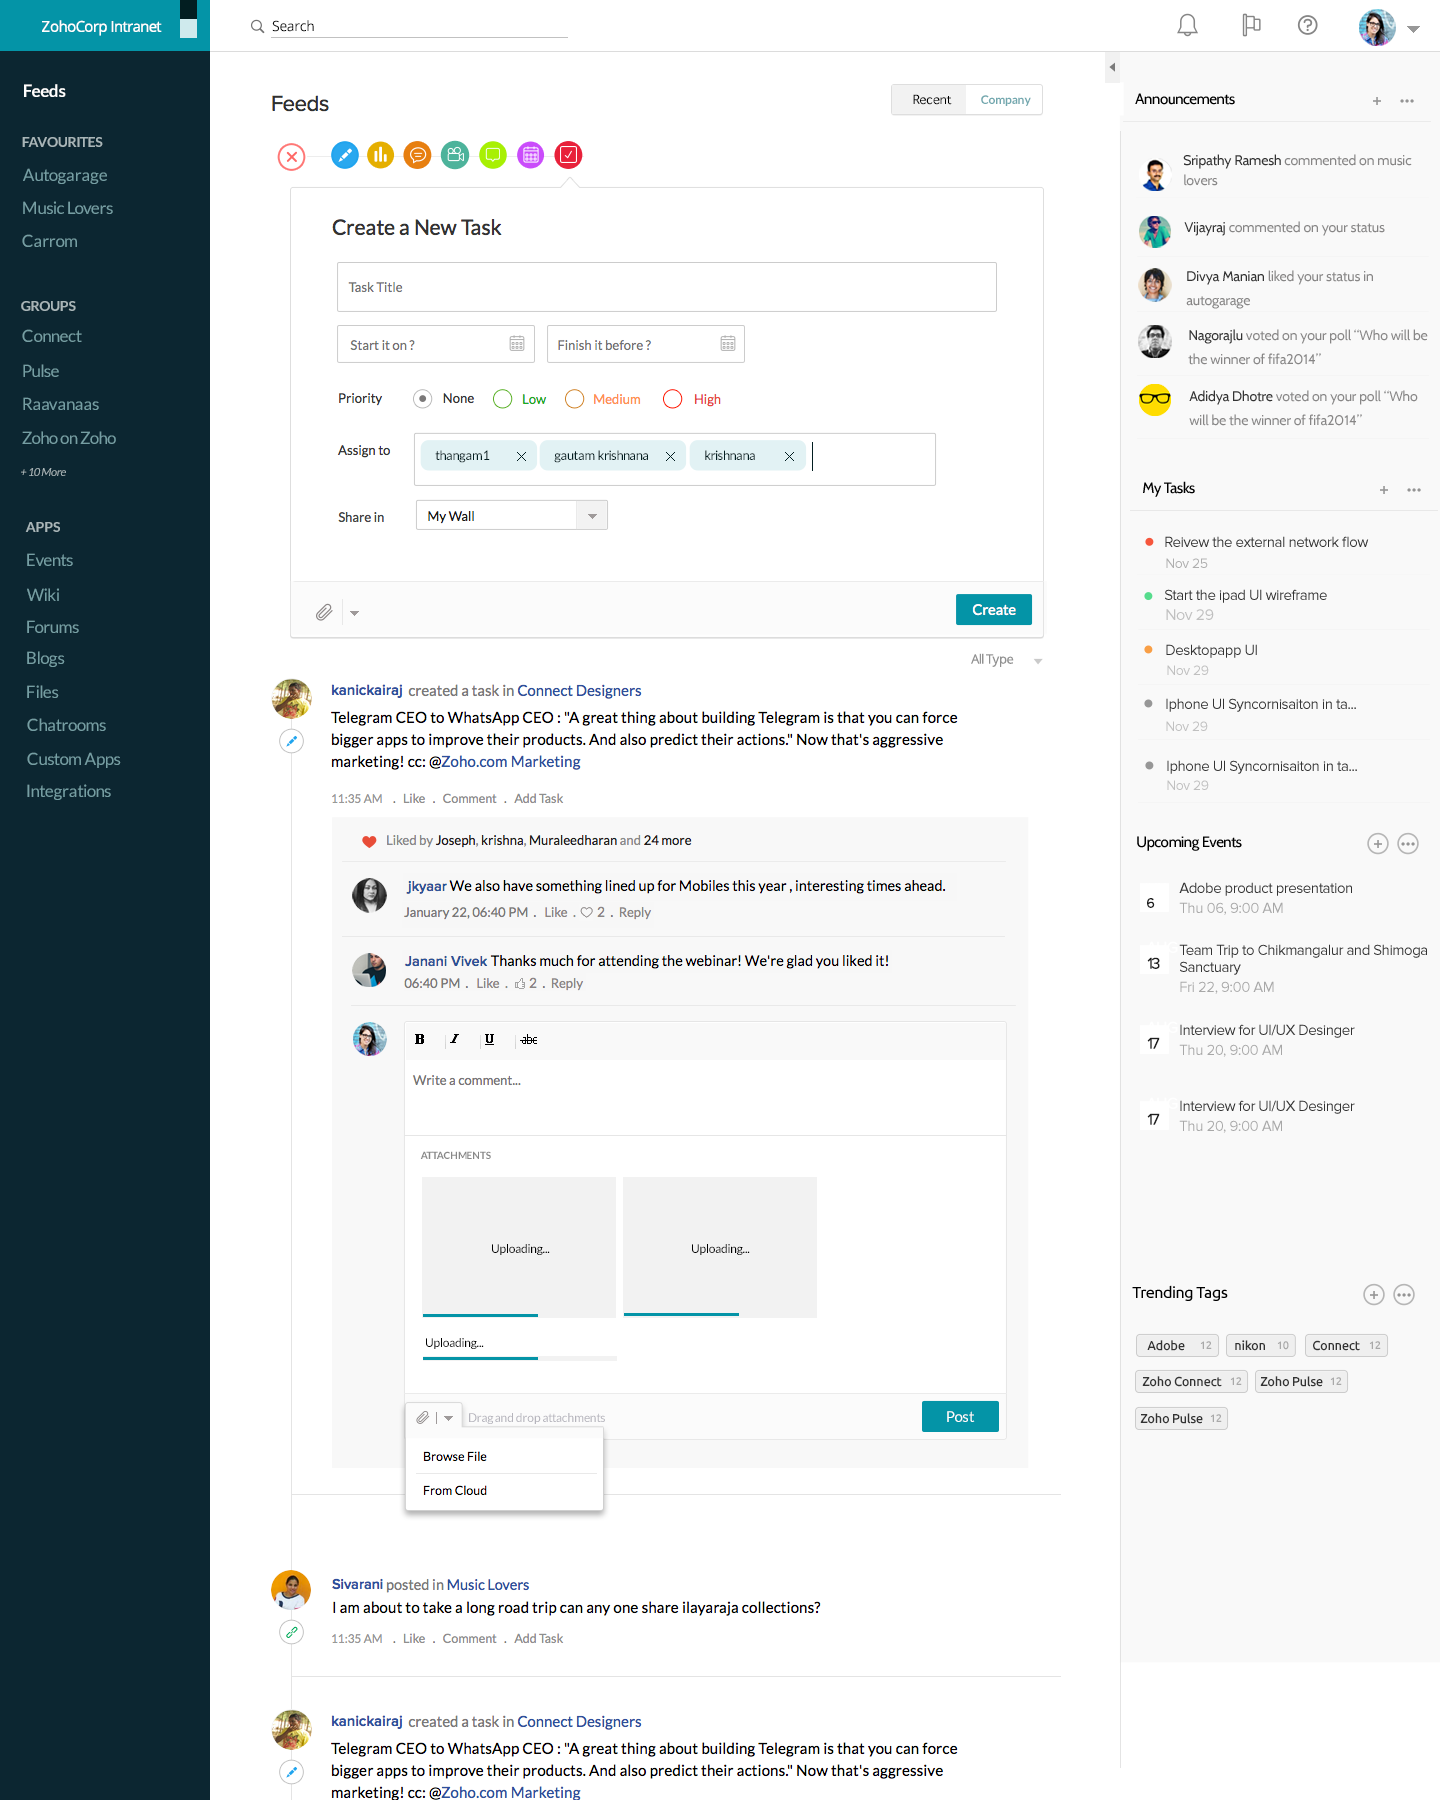 ZohoCorp Intranet
Search
Feeds
FAVOURITES
Autogarage
Music Lovers
Carrom
GROUPS
Connect
Pulse
Raavanaas
Zoho on Zoho
+ 10 More
APPS
Events
Wiki
Forums
Blogs
Files
Chatrooms
Custom Apps
Integrations
Feeds
Recent
Company
Create a New Task
Task Title
Start it on ?
Finish it before ?
Priority
None
Low
Medium
High
Assign to
thangam1
gautam krishnana
krishnana
Share in
My Wall
Create
All Type
kanickairaj created a task in Connect Designers
Telegram CEO to WhatsApp CEO : "A great thing about building Telegram is that you can force
bigger apps to improve their products. And also predict their actions." Now that's aggressive
marketing! cc: @Zoho.com Marketing
11:35 AM . Like . Comment . Add Task
Liked by Joseph, krishna, Muraleedharan and 24 more
jkyaar We also have something lined up for Mobiles this year , interesting times ahead.
January 22, 06:40 PM . Like . 2 . Reply
Janani Vivek Thanks much for attending the webinar! We're glad you liked it!
06:40 PM . Like . 2 . Reply
B I U abc
Write a comment...
ATTACHMENTS
Uploading...
Uploading...
Uploading...
Drag and drop attachments
Post
Browse File
From Cloud
Sivarani posted in Music Lovers
I am about to take a long road trip can any one share ilayaraja collections?
11:35 AM . Like . Comment . Add Task
kanickairaj created a task in Connect Designers
Telegram CEO to WhatsApp CEO : "A great thing about building Telegram is that you can force
bigger apps to improve their products. And also predict their actions." Now that's aggressive
marketing! cc: @Zoho.com Marketing
Announcements
Sripathy Ramesh commented on music
lovers
Vijayraj commented on your status
Divya Manian liked your status in
autogarage
Nagorajlu voted on your poll “Who will be
the winner of fifa2014”
Adidya Dhotre voted on your poll “Who
will be the winner of fifa2014”
My Tasks
Reivew the external network flow
Nov 25
Start the ipad UI wireframe
Nov 29
Desktopapp UI
Nov 29
Iphone UI Syncornisaiton in ta...
Nov 29
Iphone UI Syncornisaiton in ta...
Nov 29
Upcoming Events
6
Adobe product presentation
Thu 06, 9:00 AM
13
Team Trip to Chikmangalur and Shimoga
Sanctuary
Fri 22, 9:00 AM
17
Interview for UI/UX Desinger
Thu 20, 9:00 AM
17
Interview for UI/UX Desinger
Thu 20, 9:00 AM
Trending Tags
Adobe 12
nikon 10
Connect 12
Zoho Connect 12
Zoho Pulse 12
Zoho Pulse 12